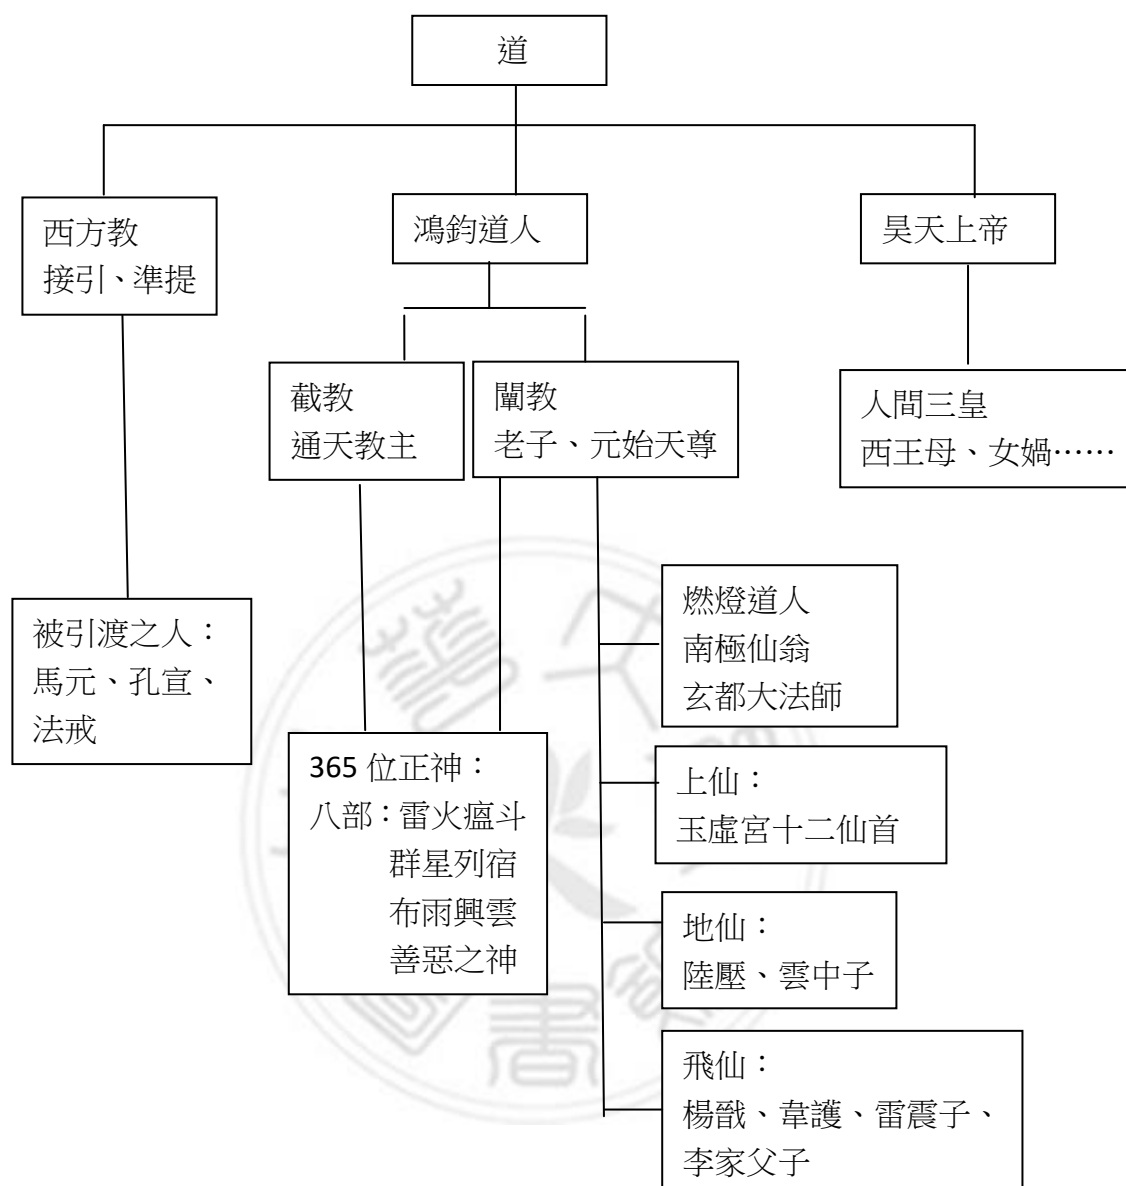 道
西方教
接引、準提
鴻鈞道人
昊天上帝
截教
通天教主
闡教
老子、元始天尊
人間三皇
西王母、女媧……
被引渡之人：
馬元、孔宣、
法戒
365 位正神：
八部：雷火瘟斗
群星列宿
布雨興雲
善惡之神
燃燈道人
南極仙翁
玄都大法師
上仙：
玉虛宮十二仙首
地仙：
陸壓、雲中子
飛仙：
楊戩、韋護、雷震子、
李家父子